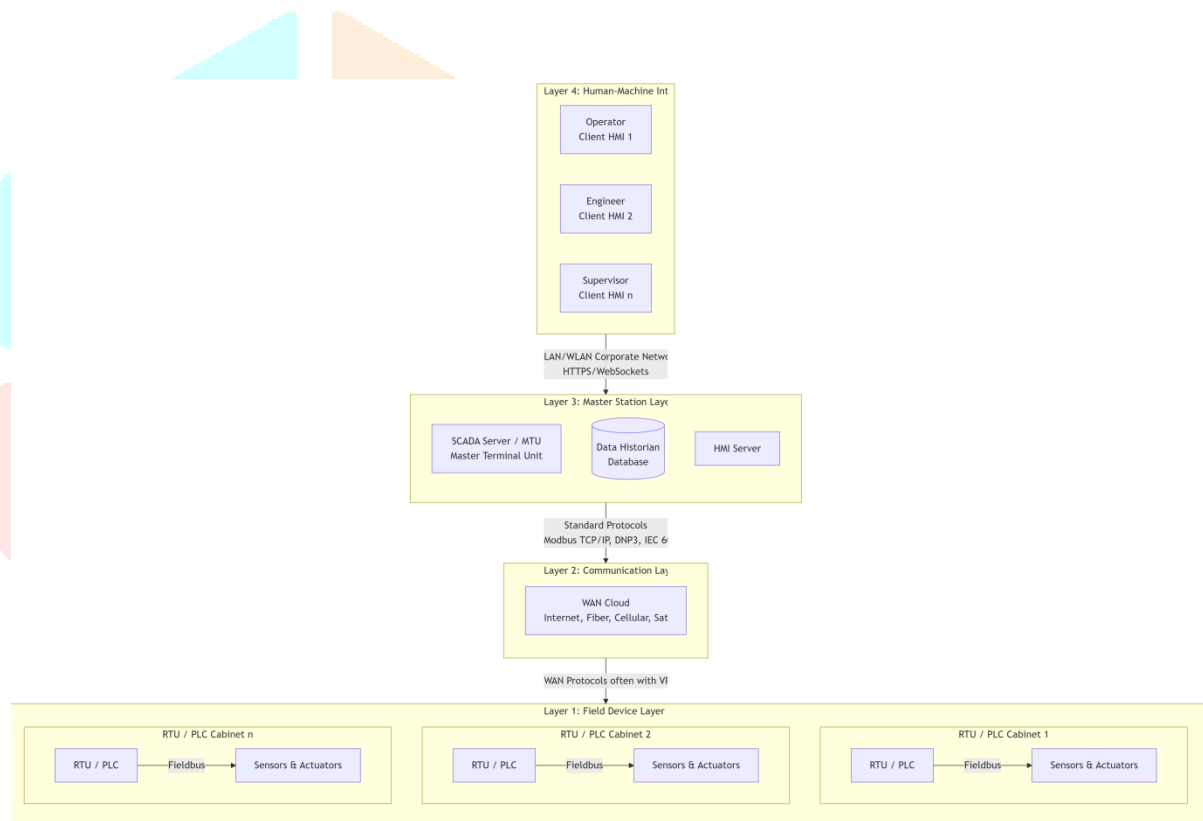 Layer 4: Human-Machine Int
Operator
Client HMI 1
Engineer
Client HMI 2
Supervisor
Client HMI n
LAN/WLAN Corporate Netwo
HTTPS/WebSockets
Layer 3: Master Station Laye
SCADA Server / MTU
Master Terminal Unit
Data Historian
Database
HMI Server
Standard Protocols
Modbus TCP/IP, DNP3, IEC 6
Layer 2: Communication Lay
WAN Cloud
Internet, Fiber, Cellular, Sat
WAN Protocols often with VP
Layer 1: Field Device Layer
RTU / PLC Cabinet n
RTU / PLC
Fieldbus
Sensors & Actuators
RTU / PLC Cabinet 2
RTU / PLC
Fieldbus
Sensors & Actuators
RTU / PLC Cabinet 1
RTU / PLC
Fieldbus
Sensors & Actuators